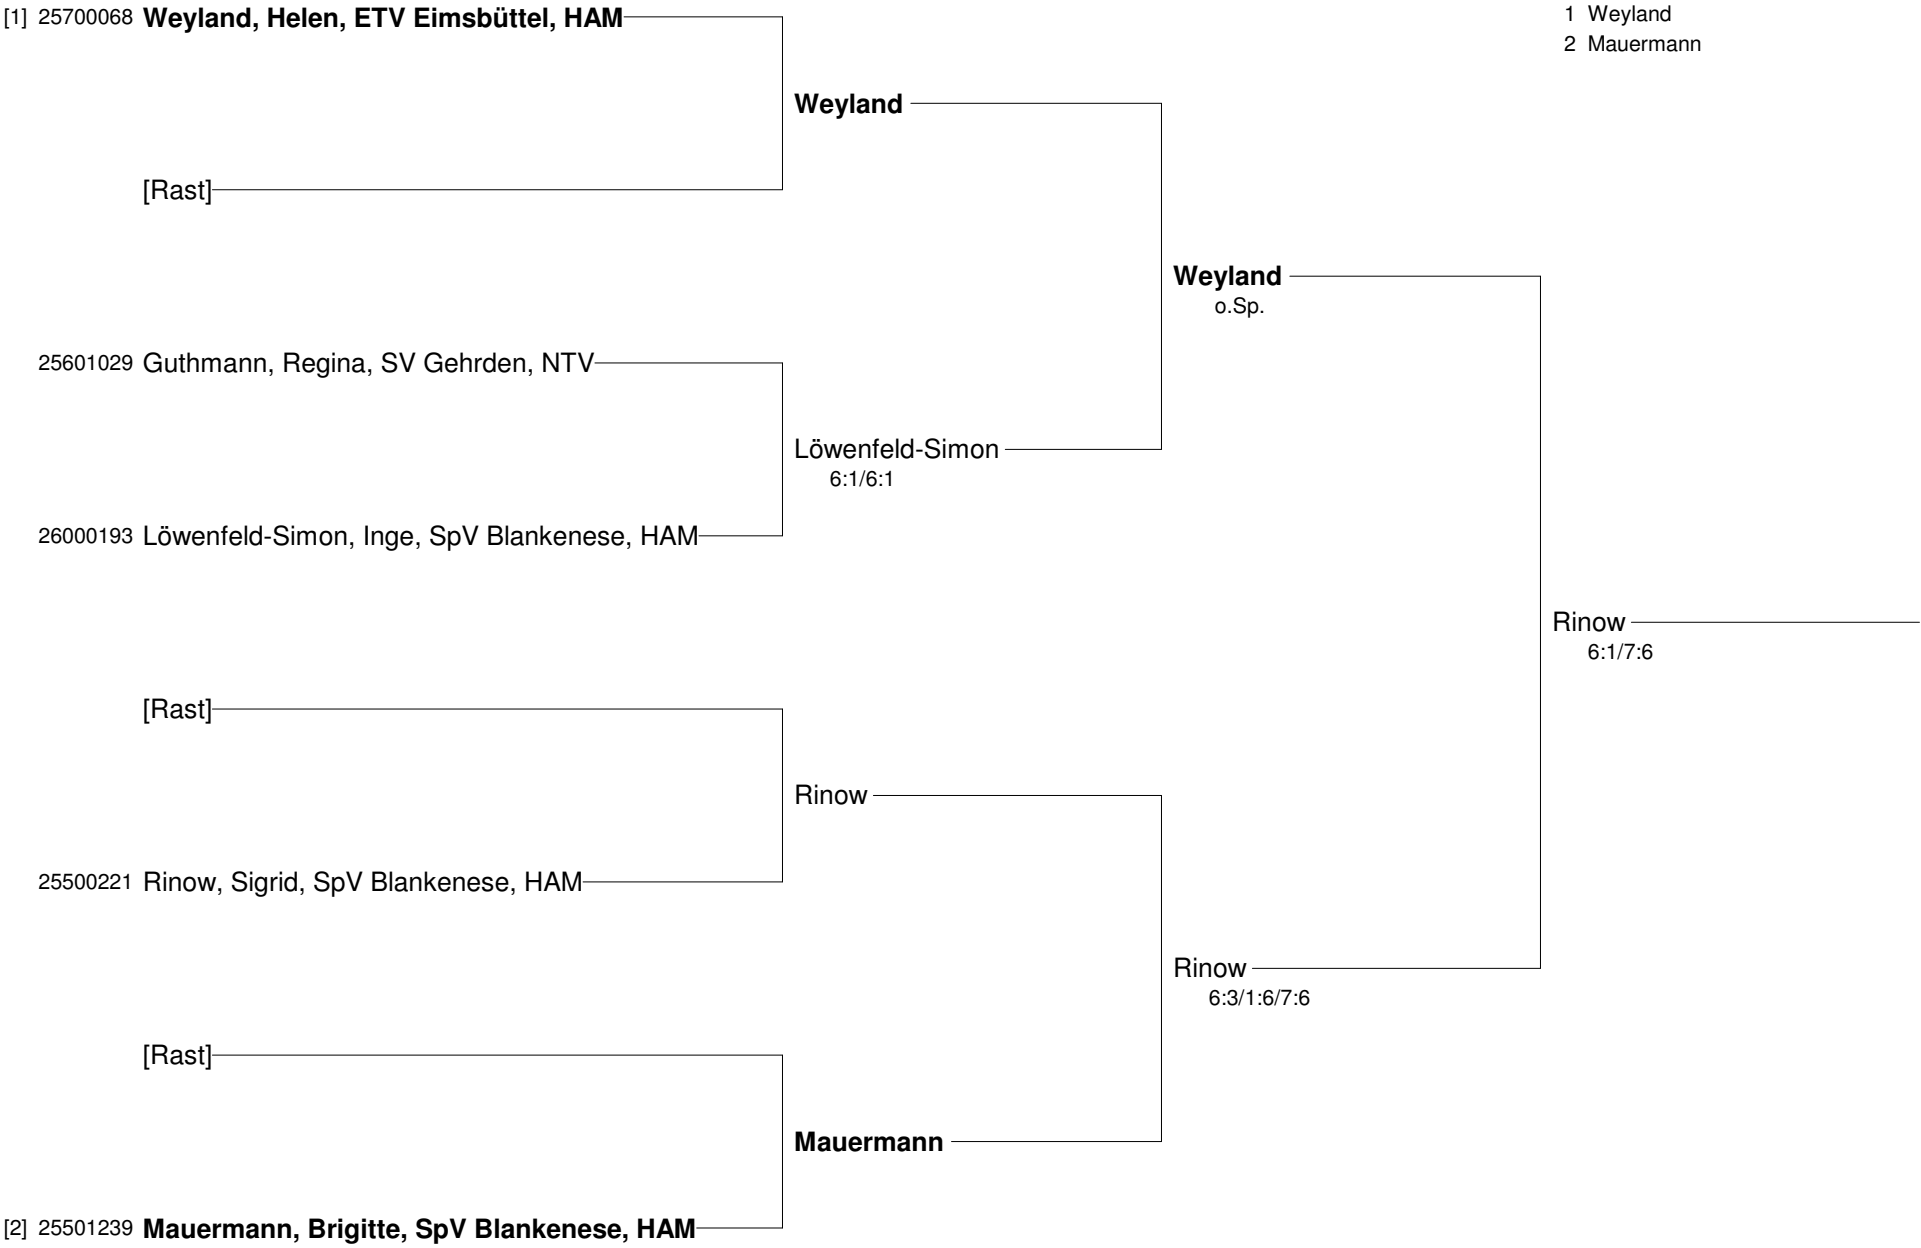 [1] 25700068 Weyland, Helen, ETV Eimsbüttel, HAM
1 Weyland
2 Mauermann
Weyland
[Rast]
Weyland
o.Sp.
25601029 Guthmann, Regina, SV Gehrden, NTV
Löwenfeld-Simon
6:1/6:1
26000193 Löwenfeld-Simon, Inge, SpV Blankenese, HAM
Rinow
6:1/7:6
[Rast]
Rinow
25500221 Rinow, Sigrid, SpV Blankenese, HAM
Rinow
6:3/1:6/7:6
[Rast]
Mauermann
[2] 25501239 Mauermann, Brigitte, SpV Blankenese, HAM